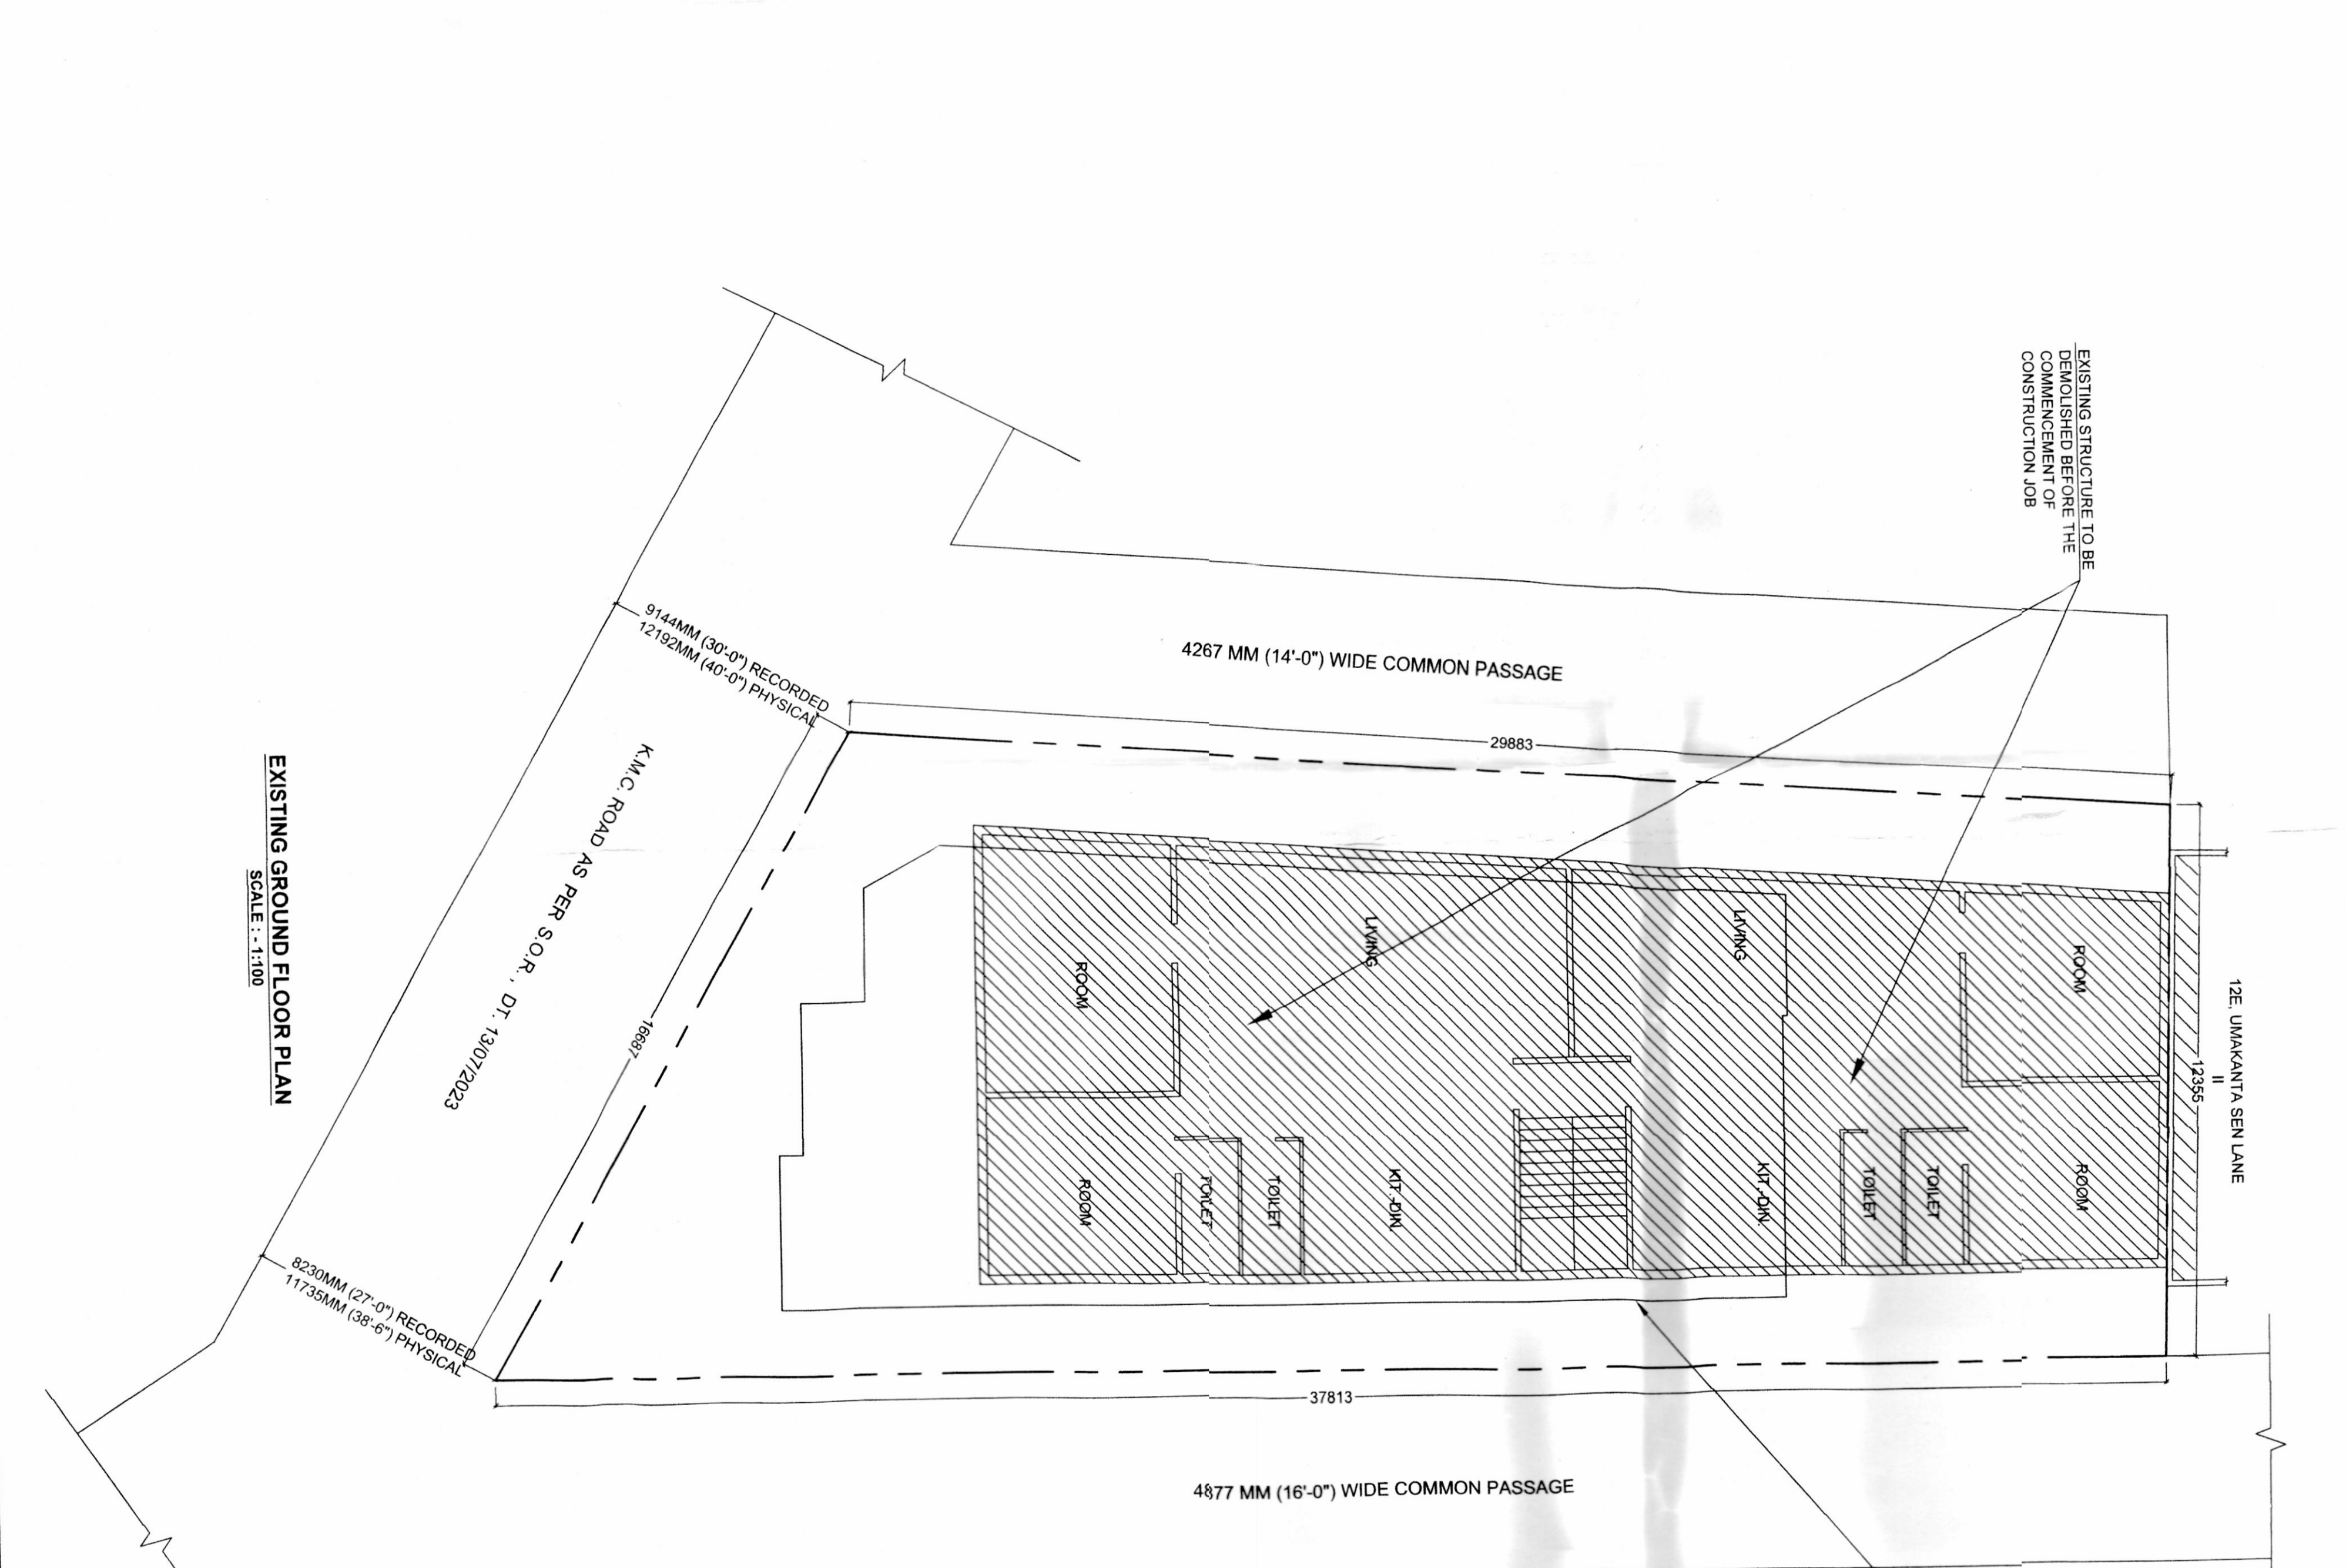 EXISTING STRUCTURE TO BE
DEMOLISHED BEFORE THE
COMMENCEMENT OF
CONSTRUCTION JOB
9144MM (30'-0") RECORDED
12192MM (40'-0") PHYSICAL
4267 MM (14'-0") WIDE COMMON PASSAGE
29883
K.M.C. ROAD AS PER S.O.R., DT. 13/07/2023
16687
ROOM
LIVING
LIVING
ROOM
12E, UMAKANTA SEN LANE
II
12355
ROOM
TOILET
TOILET
KIT.-DIN.
KIT.-DIN.
TOILET
TOILET
ROOM
8230MM (27'-0") RECORDED
11735MM (38'-6") PHYSICAL
37813
4877 MM (16'-0") WIDE COMMON PASSAGE
EXISTING GROUND FLOOR PLAN
SCALE : - 1:100